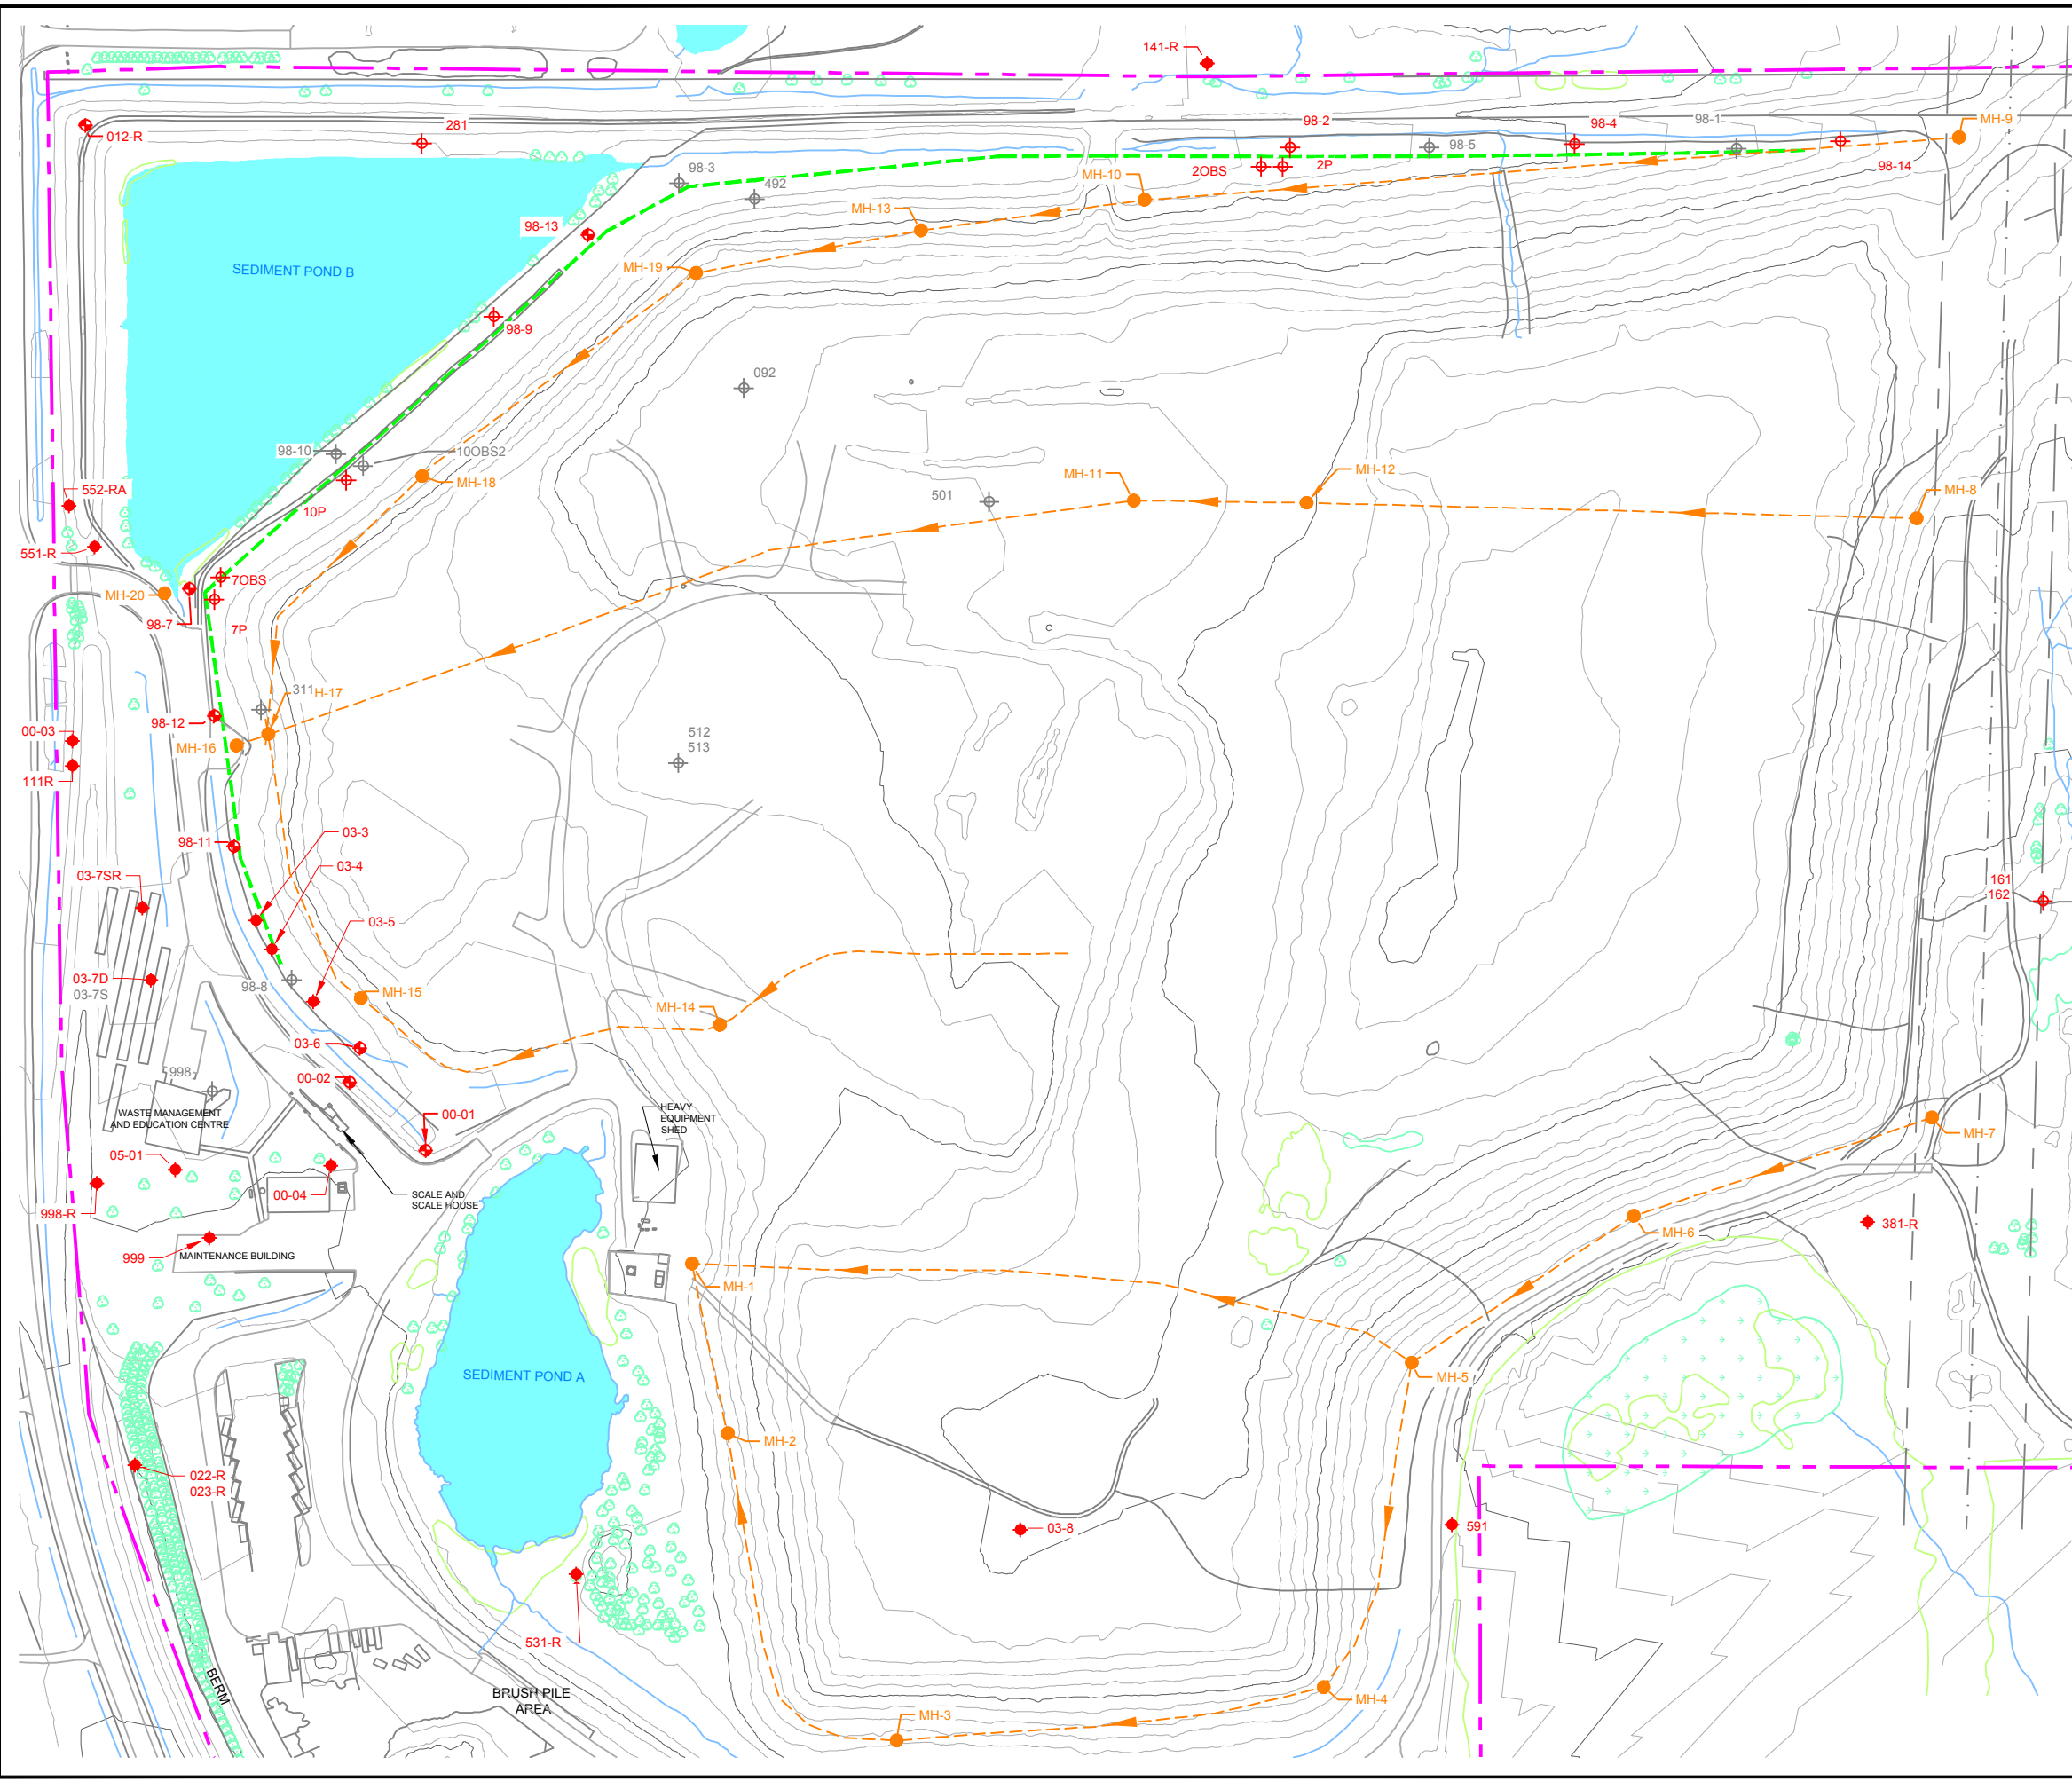 141-R
012-R
281
98-2
98-4
98-1
MH-9
98-5
98-3
492
MH-10
2OBS
2P
98-14
MH-13
98-13
MH-19
SEDIMENT POND B
98-9
092
98-10
10OBS2
MH-18
MH-11
MH-12
501
MH-8
552-RA
10P
551-R
7OBS
MH-20
98-7
7P
311
MH-17
98-12
MH-16
00-03
512
513
111R
03-3
98-11
03-4
03-7SR
161
162
03-5
03-7D
03-7S
98-8
MH-15
MH-14
03-6
998
00-02
WASTE MANAGEMENT
AND EDUCATION CENTRE
00-01
HEAVY
EQUIPMENT
SHED
MH-7
05-01
00-04
SCALE AND
SCALE HOUSE
998-R
381-R
MH-6
999
MAINTENANCE BUILDING
MH-1
SEDIMENT POND A
MH-5
MH-2
022-R
023-R
03-8
591
531-R
BERM
BRUSH PILE
AREA
MH-4
MH-3